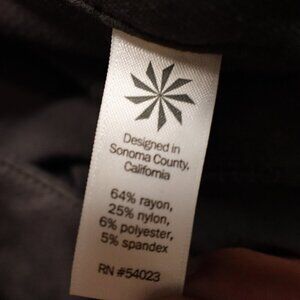 Designed in
Sonoma County,
California
64% rayon,
25% nylon,
6% polyester,
5% spandex
RN #54023